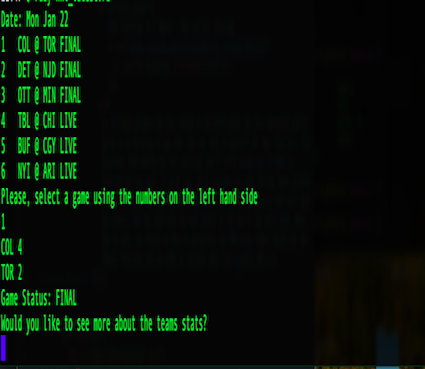 Date: Mon Jan 22
1 COL @ TOR FINAL
2 DET @ NJD FINAL
3 OTT @ MIN FINAL
4 TBL @ CHI LIVE
5 BUF @ CGY LIVE
6 NYI @ ARI LIVE
Please, select a game using the numbers on the left hand side
1
COL 4
TOR 2
Game Status: FINAL
Would you like to see more about the teams stats?